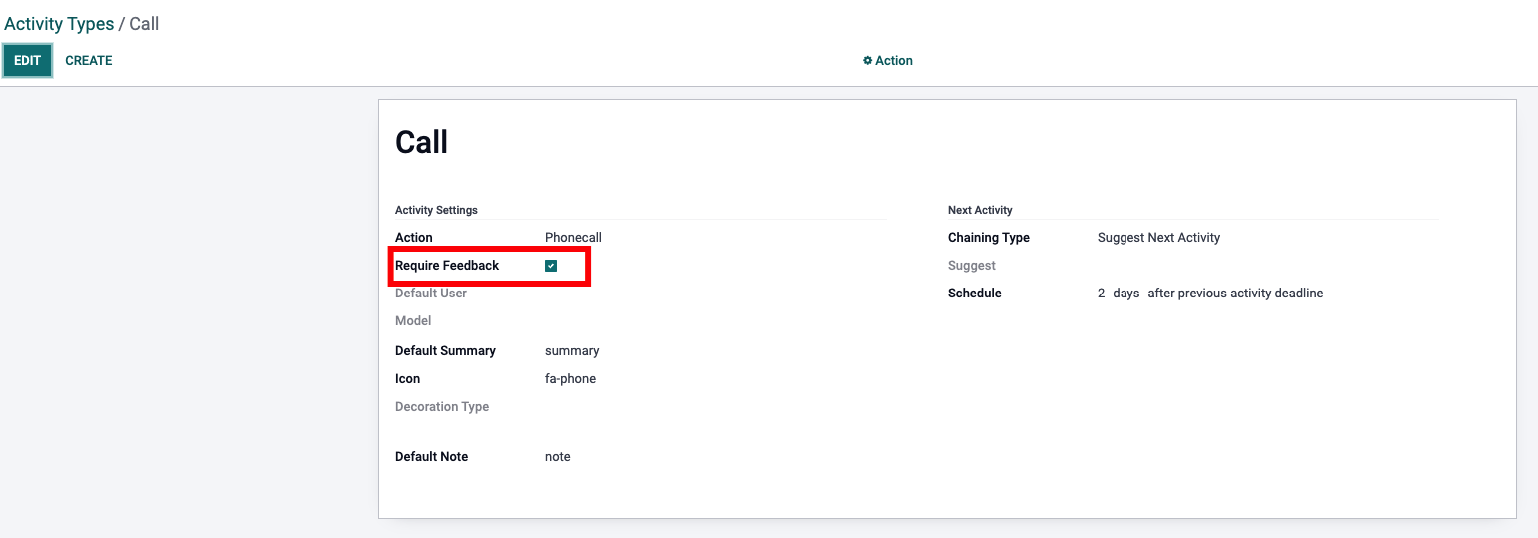 Activity Types / Call
EDIT CREATE Action
Call
Activity Settings
Action Phonecall
Require Feedback
Default User
Model
Default Summary summary
Icon fa-phone
Decoration Type
Default Note note
Next Activity
Chaining Type Suggest Next Activity
Suggest
Schedule 2 days after previous activity deadline